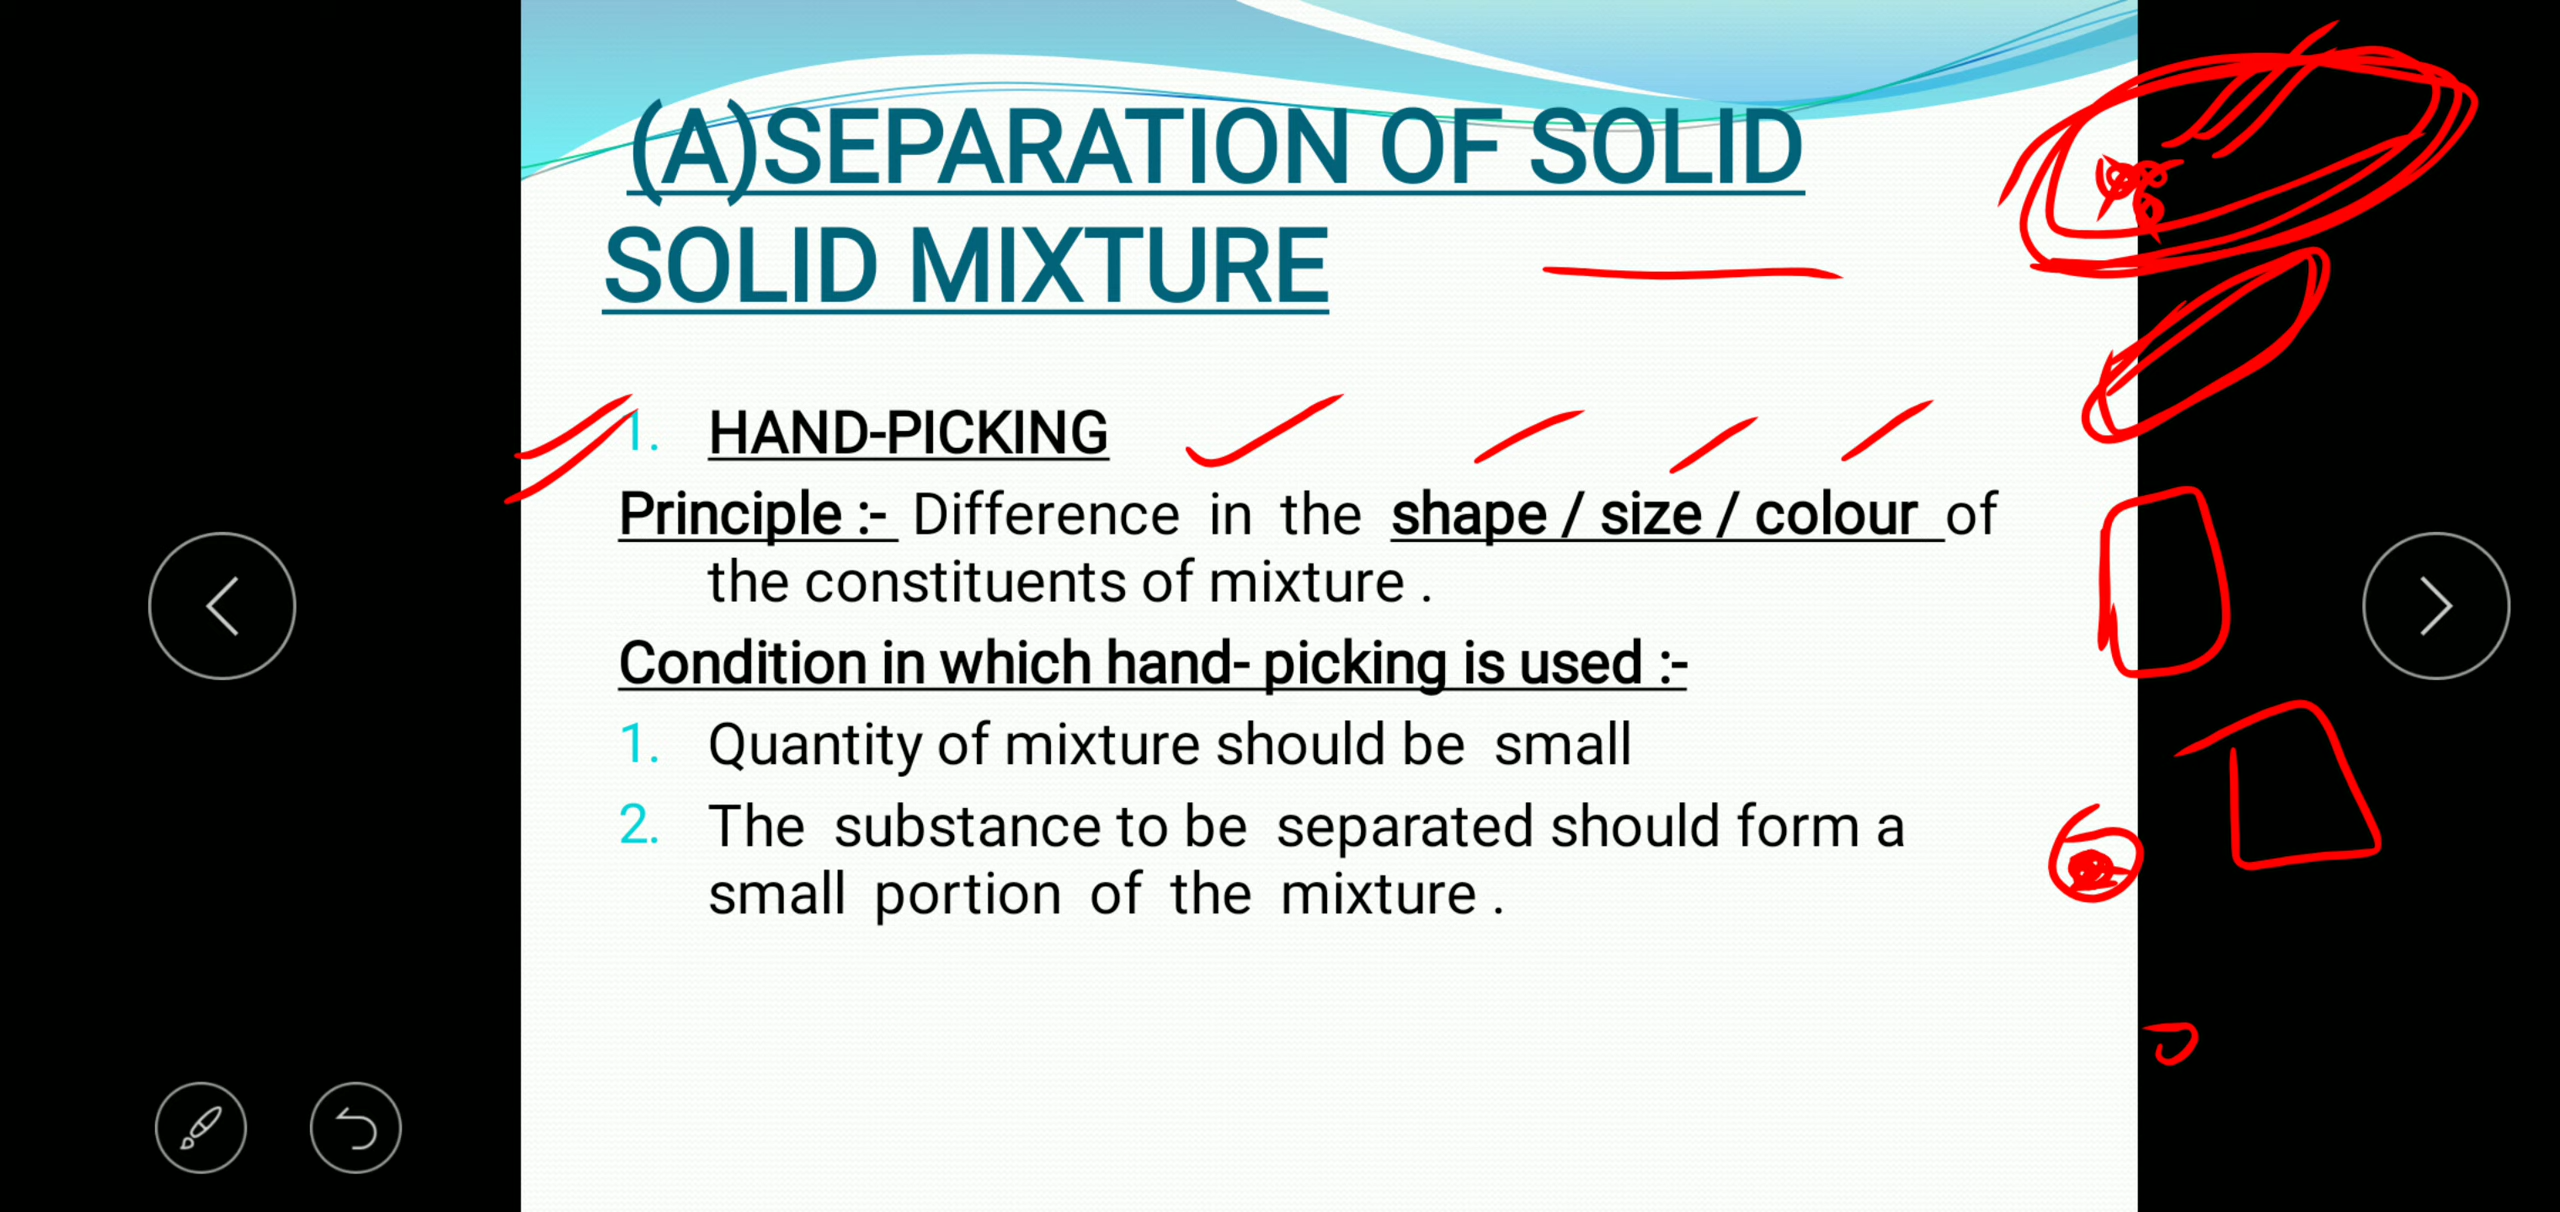 (A)SEPARATION OF SOLID
SOLID MIXTURE
1. HAND-PICKING
Principle :- Difference in the shape / size / colour of
the constituents of mixture .
Condition in which hand- picking is used :-
1. Quantity of mixture should be small
2. The substance to be separated should form a
small portion of the mixture .